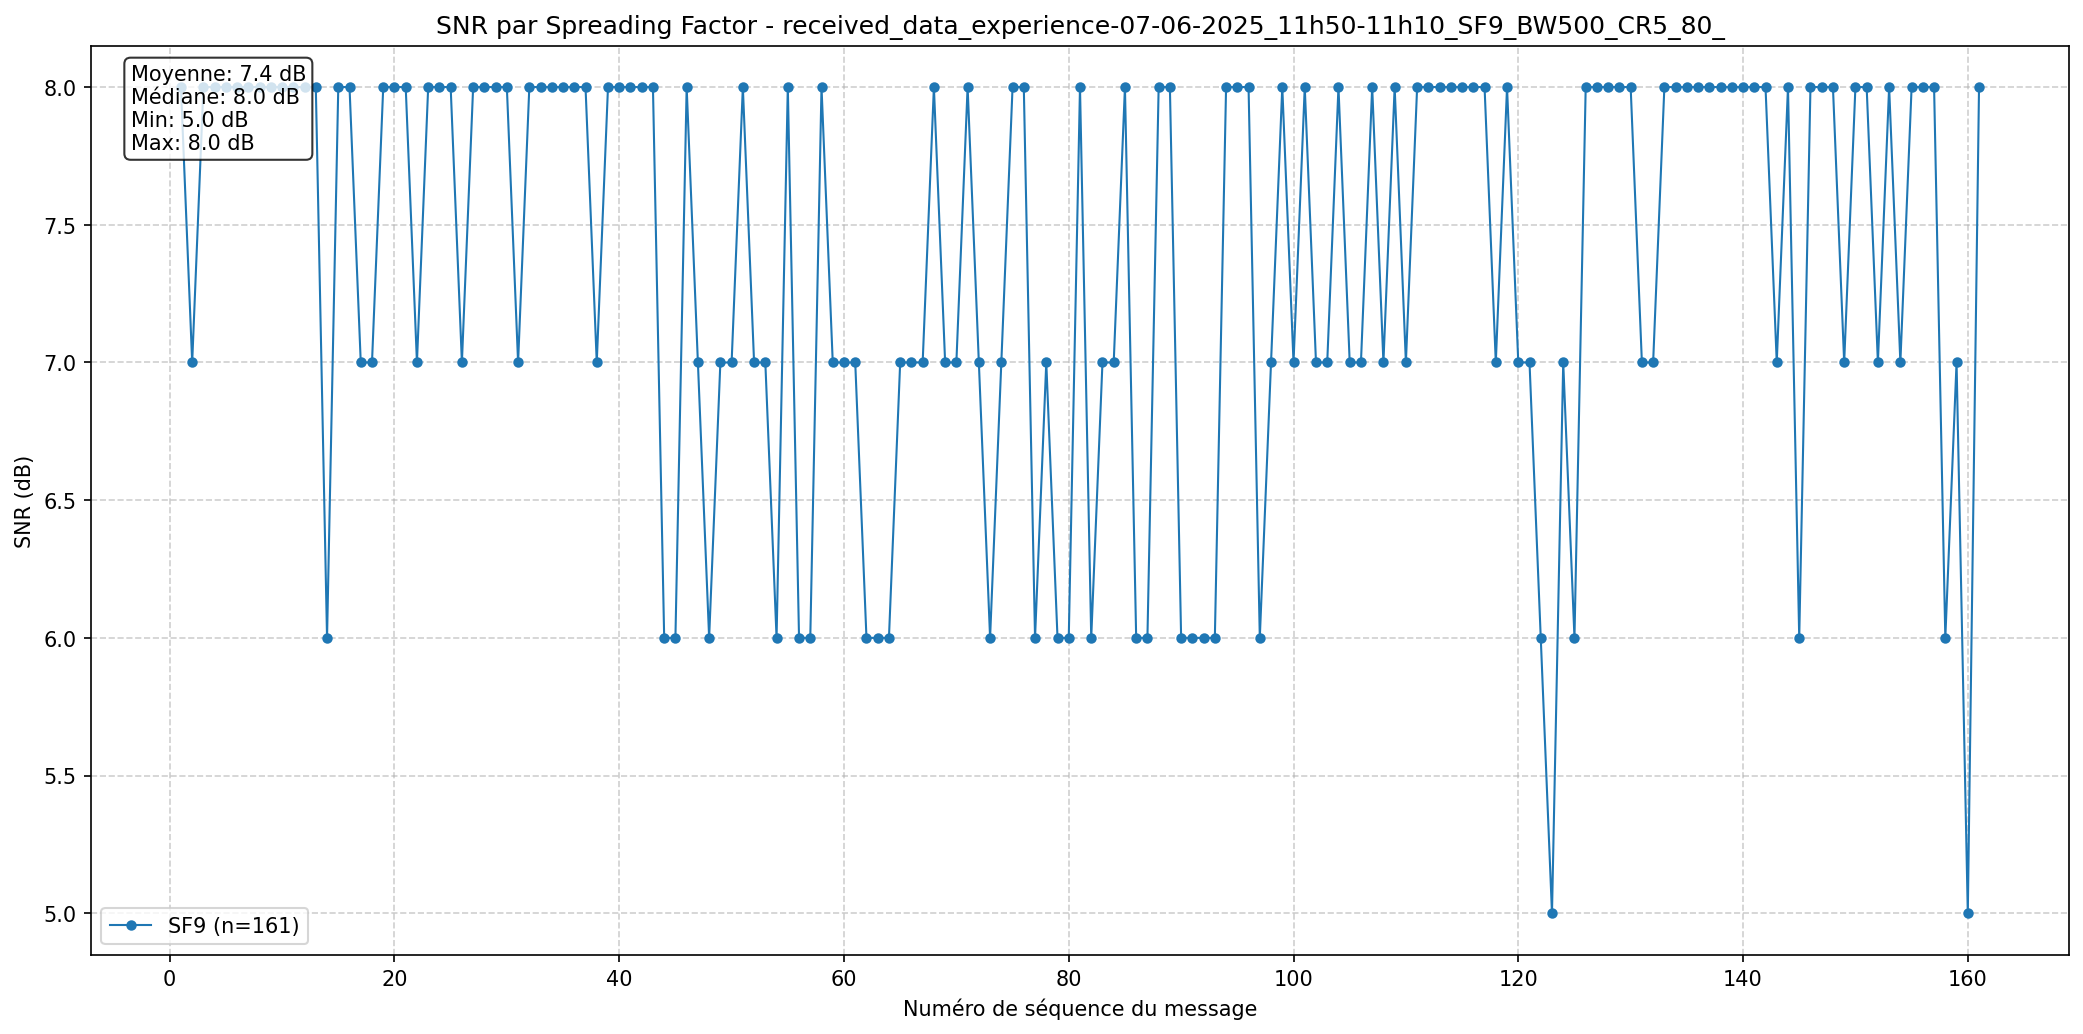 SNR par Spreading Factor - received_data_experience-07-06-2025_11h50-11h10_SF9_BW500_CR5_80_
Moyenne: 7.4 dB
Médiane: 8.0 dB
Min: 5.0 dB
Max: 8.0 dB
8.0
7.5
7.0
6.5
6.0
5.5
5.0
SNR (dB)
SF9 (n=161)
0 20 40 60 80 100 120 140 160
Numéro de séquence du message